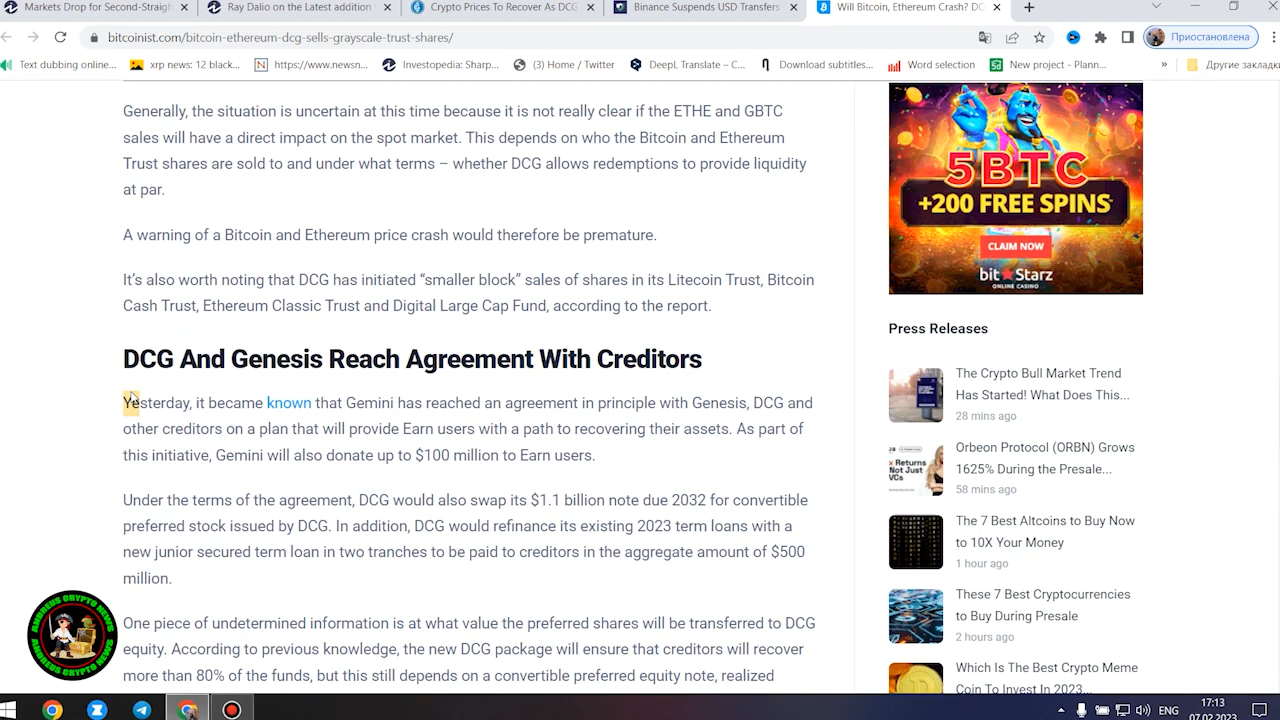 Markets Drop for Second-Straigh
Ray Dalio on the Latest addition
Crypto Prices To Recover As DCG
Binance Suspends USD Transfers
Will Bitcoin, Ethereum Crash? DC
bitcoinist.com/bitcoin-ethereum-dcg-sells-grayscale-trust-shares/
Приостановлена
Text dubbing online...
xrp news: 12 black...
https://www.newsn...
Investopedia: Sharp...
(3) Home / Twitter
DeepL Translate – C...
Download subtitles...
Word selection
New project - Plann...
»
Другие закладки
Generally, the situation is uncertain at this time because it is not really clear if the ETHE and GBTC
sales will have a direct impact on the spot market. This depends on who the Bitcoin and Ethereum
Trust shares are sold to and under what terms – whether DCG allows redemptions to provide liquidity
at par.
A warning of a Bitcoin and Ethereum price crash would therefore be premature.
It's also worth noting that DCG has initiated “smaller block” sales of shares in its Litecoin Trust, Bitcoin
Cash Trust, Ethereum Classic Trust and Digital Large Cap Fund, according to the report.
DCG And Genesis Reach Agreement With Creditors
Yesterday, it became known that Gemini has reached an agreement in principle with Genesis, DCG and
other creditors on a plan that will provide Earn users with a path to recovering their assets. As part of
this initiative, Gemini will also donate up to $100 million to Earn users.
Under the terms of the agreement, DCG would also swap its $1.1 billion note due 2032 for convertible
preferred stock issued by DCG. In addition, DCG would refinance its existing 2023 term loans with a
new junior secured term loan in two tranches to be paid to creditors in the aggregate amount of $500
million.
One piece of undetermined information is at what value the preferred shares will be transferred to DCG
equity. According to previous knowledge, the new DCG package will ensure that creditors will recover
more than 80% of the funds, but this still depends on a convertible preferred equity note, realized
5BTC
+200 FREE SPINS
CLAIM NOW
bitStarz
ONLINE CASINO
Press Releases
The Crypto Bull Market Trend
Has Started! What Does This...
28 mins ago
Orbeon Protocol (ORBN) Grows
1625% During the Presale...
58 mins ago
x Returns
Not Just
VCs
The 7 Best Altcoins to Buy Now
to 10X Your Money
1 hour ago
These 7 Best Cryptocurrencies
to Buy During Presale
2 hours ago
Which Is The Best Crypto Meme
Coin To Invest In 2023...
ANDREUS CRYPTO NEWS
ANDREUS CRYPTO NEWS
ENG
17:13
07.02.2023